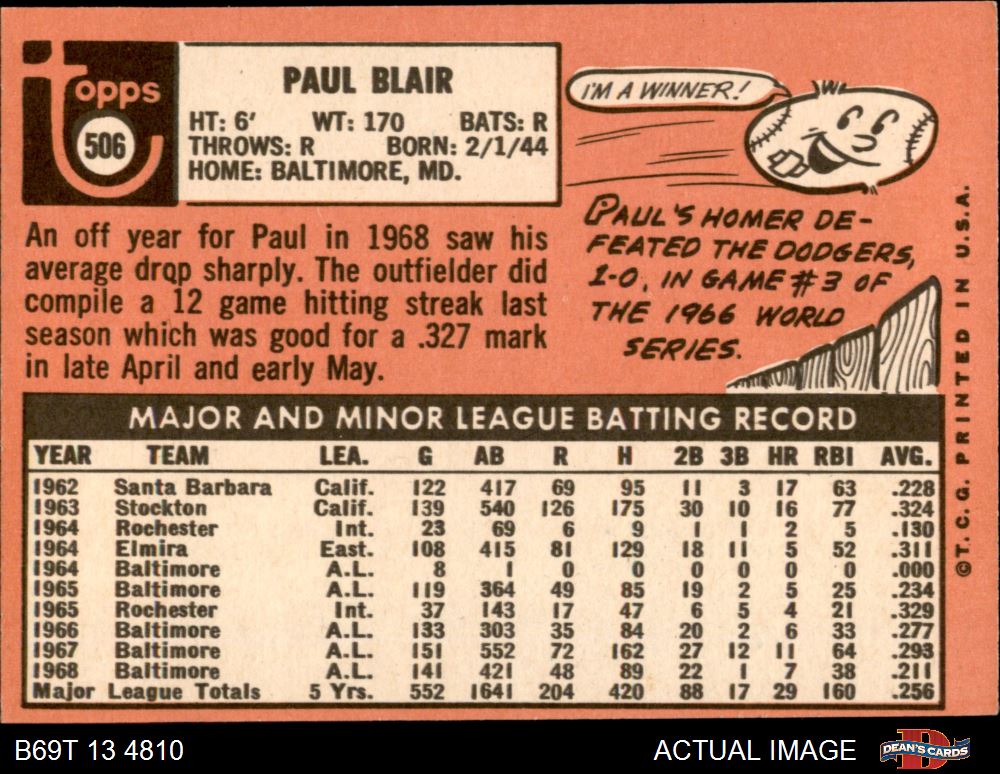 Topps
506
PAUL BLAIR
HT: 6' WT: 170 BATS: R
THROWS: R BORN: 2/1/44
HOME: BALTIMORE, MD.
An off year for Paul in 1968 saw his
average drop sharply. The outfielder did
compile a 12 game hitting streak last
season which was good for a .327 mark
in late April and early May.
I'M A WINNER!
PAUL'S HOMER DE-
FEATED THE DODGERS,
1-0, IN GAME #3 OF
THE 1966 WORLD
SERIES.
MAJOR AND MINOR LEAGUE BATTING RECORD
YEAR TEAM LEA. G AB R H 2B 3B HR RBI AVG.
1962 Santa Barbara Calif. 122 417 69 95 11 3 17 63 .228
1963 Stockton Calif. 139 540 126 175 30 10 16 77 .324
1964 Rochester Int. 23 69 6 9 1 1 2 5 .130
1964 Elmira East. 108 415 81 129 18 11 5 52 .311
1964 Baltimore A.L. 8 1 0 0 0 0 0 0 .000
1965 Baltimore A.L. 119 364 49 85 19 2 5 25 .234
1965 Rochester Int. 37 143 17 47 6 5 4 21 .329
1966 Baltimore A.L. 133 303 35 84 20 2 6 33 .277
1967 Baltimore A.L. 151 552 72 162 27 12 11 64 .293
1968 Baltimore A.L. 141 421 48 89 22 1 7 38 .211
Major League Totals 5 Yrs. 552 1641 204 420 88 17 29 160 .256
©T.C.G. PRINTED IN U.S.A.
B69T 13 4810 ACTUAL IMAGE
DEAN'S CARDS